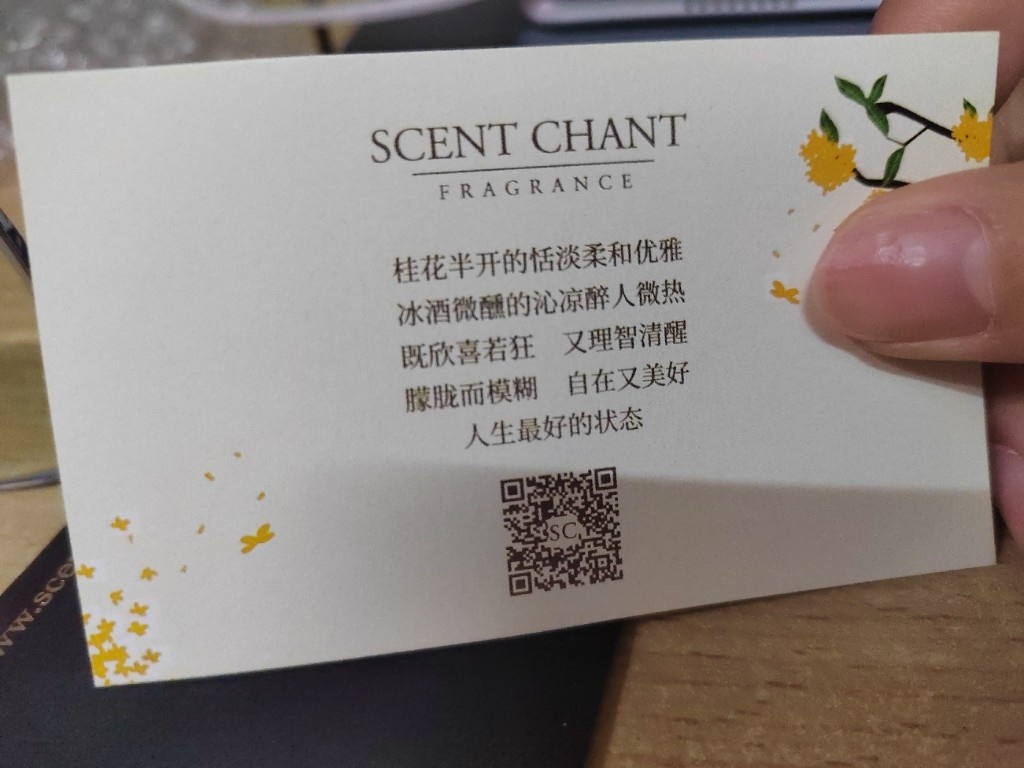 SCENT CHANT
FRAGRANCE
桂花半开的恬淡柔和优雅
冰酒微醺的沁凉醉人微热
既欣喜若狂 又理智清醒
朦胧而模糊 自在又美好
人生最好的状态
SC
www.sce